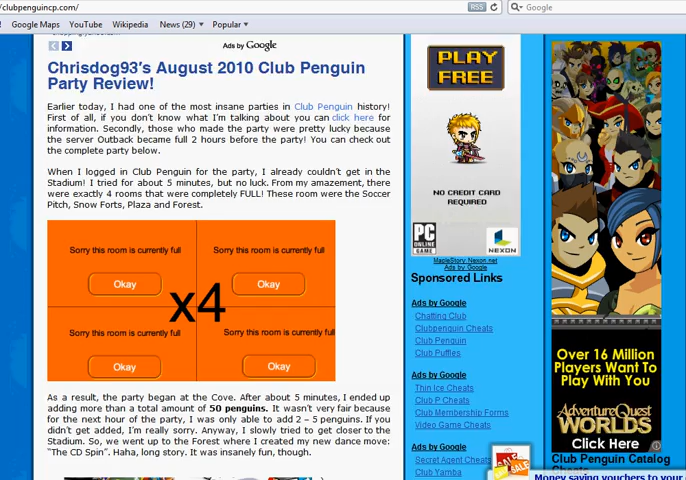 /clubpenguincp.com/
RSS
Google
Google Maps YouTube Wikipedia News (29) Popular
Ads by Google
Chrisdog93's August 2010 Club Penguin
Party Review!
Earlier today, I had one of the most insane parties in Club Penguin history!
First of all, if you don't know what I'm talking about you can click here for
information. Secondly, those who made the party were pretty lucky because
the server Outback became full 2 hours before the party! You can check out
the complete party below.
When I logged in Club Penguin for the party, I already couldn't get in the
Stadium! I tried for about 5 minutes, but no luck. From my amazement, there
were exactly 4 rooms that were completely FULL! These room were the Soccer
Pitch, Snow Forts, Plaza and Forest.
Sorry this room is currently full
Okay
Sorry this room is currently full
Okay
x4
Sorry this room is currently full
Okay
Sorry this room is currently full
Okay
As a result, the party began at the Cove. After about 5 minutes, I ended up
adding more than a total amount of 50 penguins. It wasn't very fair because
for the next hour of the party, I was only able to add 2 – 5 penguins. If you
didn't get added, I'm really sorry. Anyway, I slowly tried to get closer to the
Stadium. So, we went up to the Forest where I created my new dance move:
"The CD Spin". Haha, long story. It was insanely fun, though.
PLAY
FREE
NO CREDIT CARD
REQUIRED
PC
ONLINE
GAME
NEXON
MapleStory.Nexon.net
Ads by Google
Sponsored Links
Ads by Google
Chatting Club
Clubpenguin Cheats
Club Penguin
Club Puffles
Ads by Google
Thin Ice Cheats
Club P Cheats
Club Membership Forms
Video Game Cheats
Ads by Google
Secret Agent Cheats
Club Yamba
SALE
Over 16 Million
Players Want To
Play With You
AdventureQuest
WORLDS
Click Here
Club Penguin Catalog
Cheats
Money saving vouchers to your